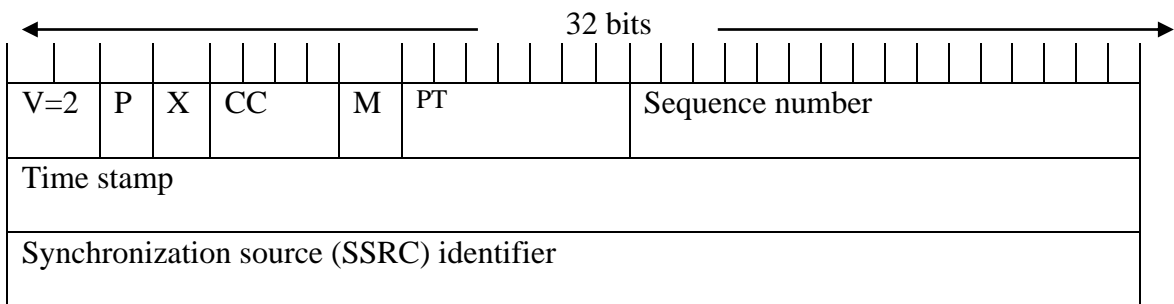 32 bits
V=2 P X CC M PT Sequence number
Time stamp
Synchronization source (SSRC) identifier